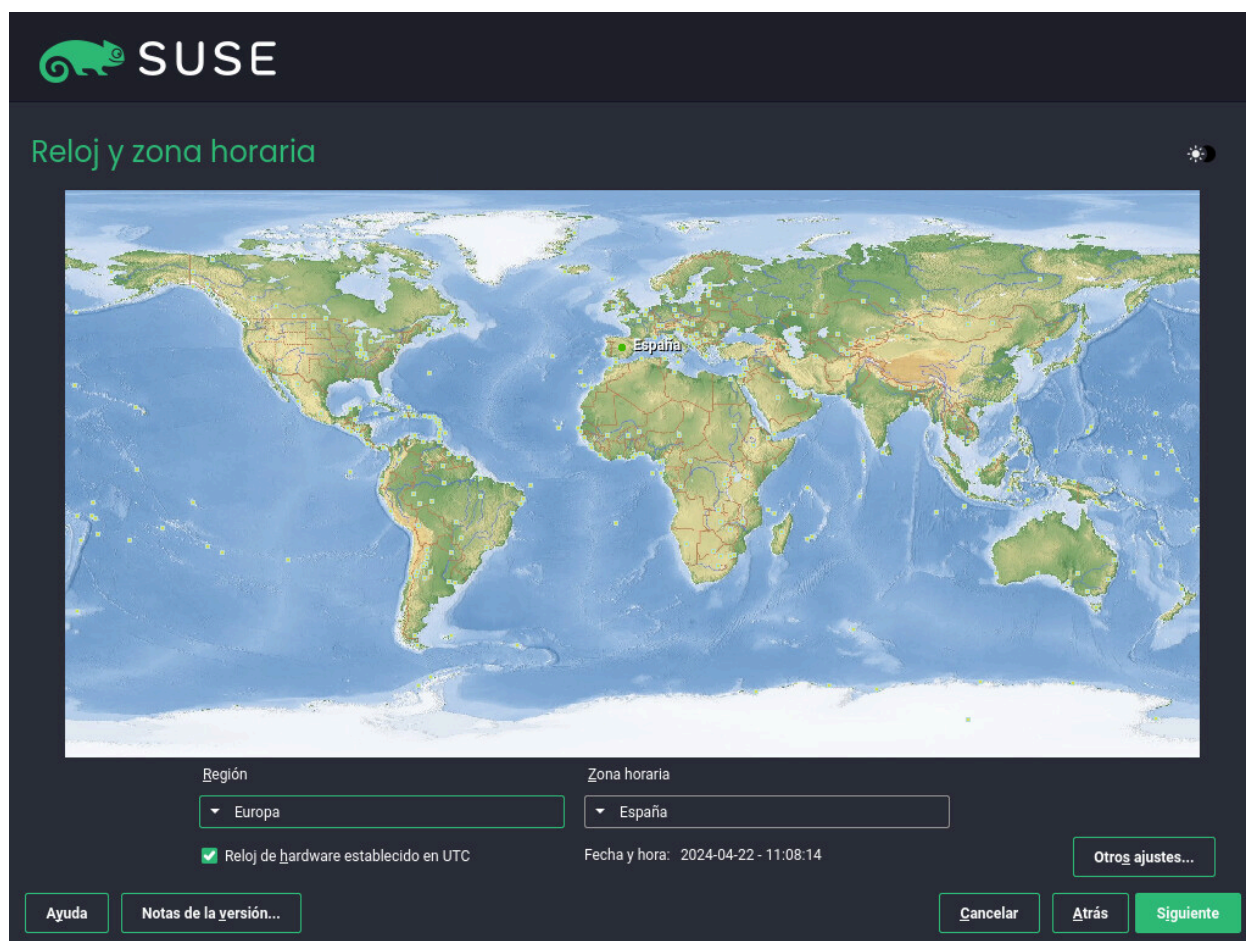 SUSE
Reloj y zona horaria
España
Región
Zona horaria
Europa
España
Reloj de hardware establecido en UTC
Fecha y hora: 2024-04-22 - 11:08:14
Otros ajustes...
Ayuda
Notas de la versión...
Cancelar
Atrás
Siguiente